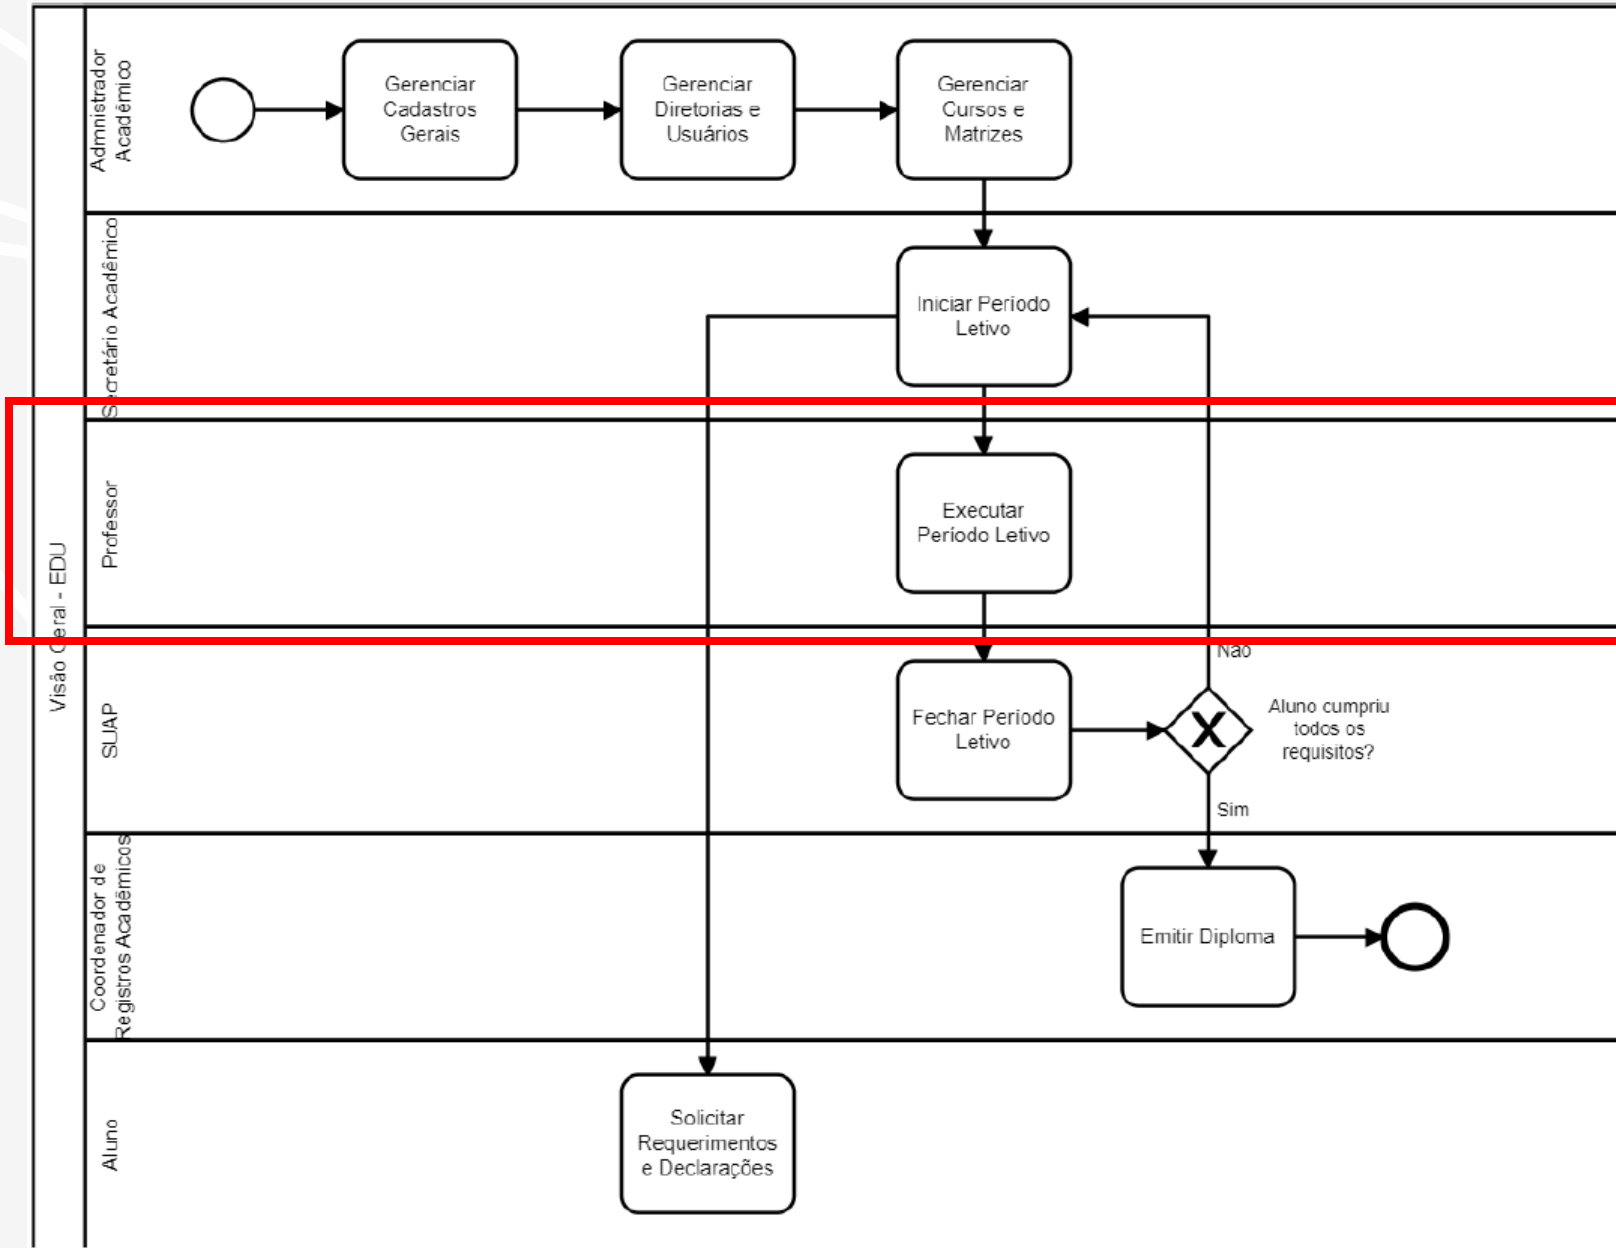 Visão Geral - EDU
Admnistrador
Acadêmico
Gerenciar
Cadastros
Gerais
Gerenciar
Diretorias e
Usuários
Gerenciar
Cursos e
Matrizes
Secretário Acadêmico
Iniciar Período
Letivo
Professor
Executar
Período Letivo
SUAP
Fechar Período
Letivo
Não
Aluno cumpriu
todos os
requisitos?
Sim
Coordenador de
Registros Acadêmicos
Emitir Diploma
Aluno
Solicitar
Requerimentos
e Declarações